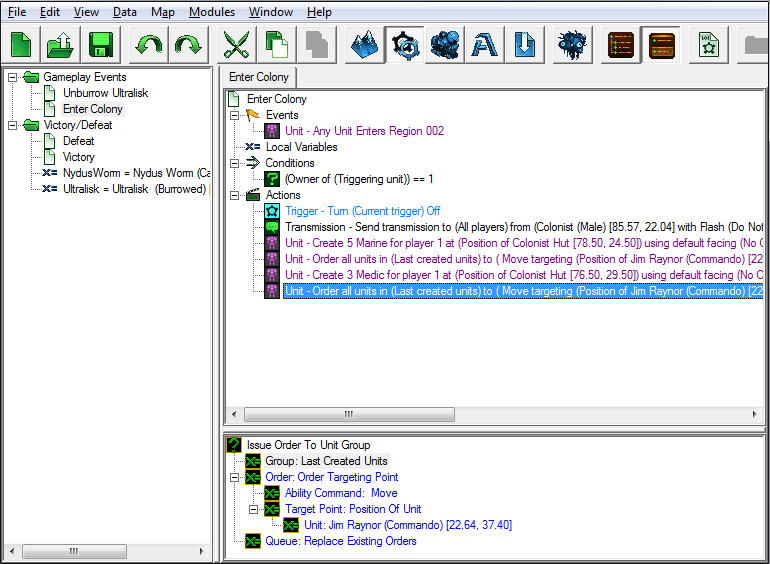 File Edit View Data Map Modules Window Help
Gameplay Events
Unburrow Ultralisk
Enter Colony
Victory/Defeat
Defeat
Victory
NydusWorm = Nydus Worm (Ca
Ultralisk = Ultralisk (Burrowed)
Enter Colony
Enter Colony
Events
Unit - Any Unit Enters Region 002
Local Variables
Conditions
(Owner of (Triggering unit)) == 1
Actions
Trigger - Turn (Current trigger) Off
Transmission - Send transmission to (All players) from (Colonist (Male) [85.57, 22.04] with Flash (Do Not
Unit - Create 5 Marine for player 1 at (Position of Colonist Hut [78.50, 24.50]) using default facing (No O
Unit - Order all units in (Last created units) to ( Move targeting (Position of Jim Raynor (Commando) [22.
Unit - Create 3 Medic for player 1 at (Position of Colonist Hut [76.50, 29.50]) using default facing (No O
Unit - Order all units in (Last created units) to ( Move targeting (Position of Jim Raynor (Commando) [22
Issue Order To Unit Group
Group: Last Created Units
Order: Order Targeting Point
Ability Command: Move
Target Point: Position Of Unit
Unit: Jim Raynor (Commando) [22.64, 37.40]
Queue: Replace Existing Orders